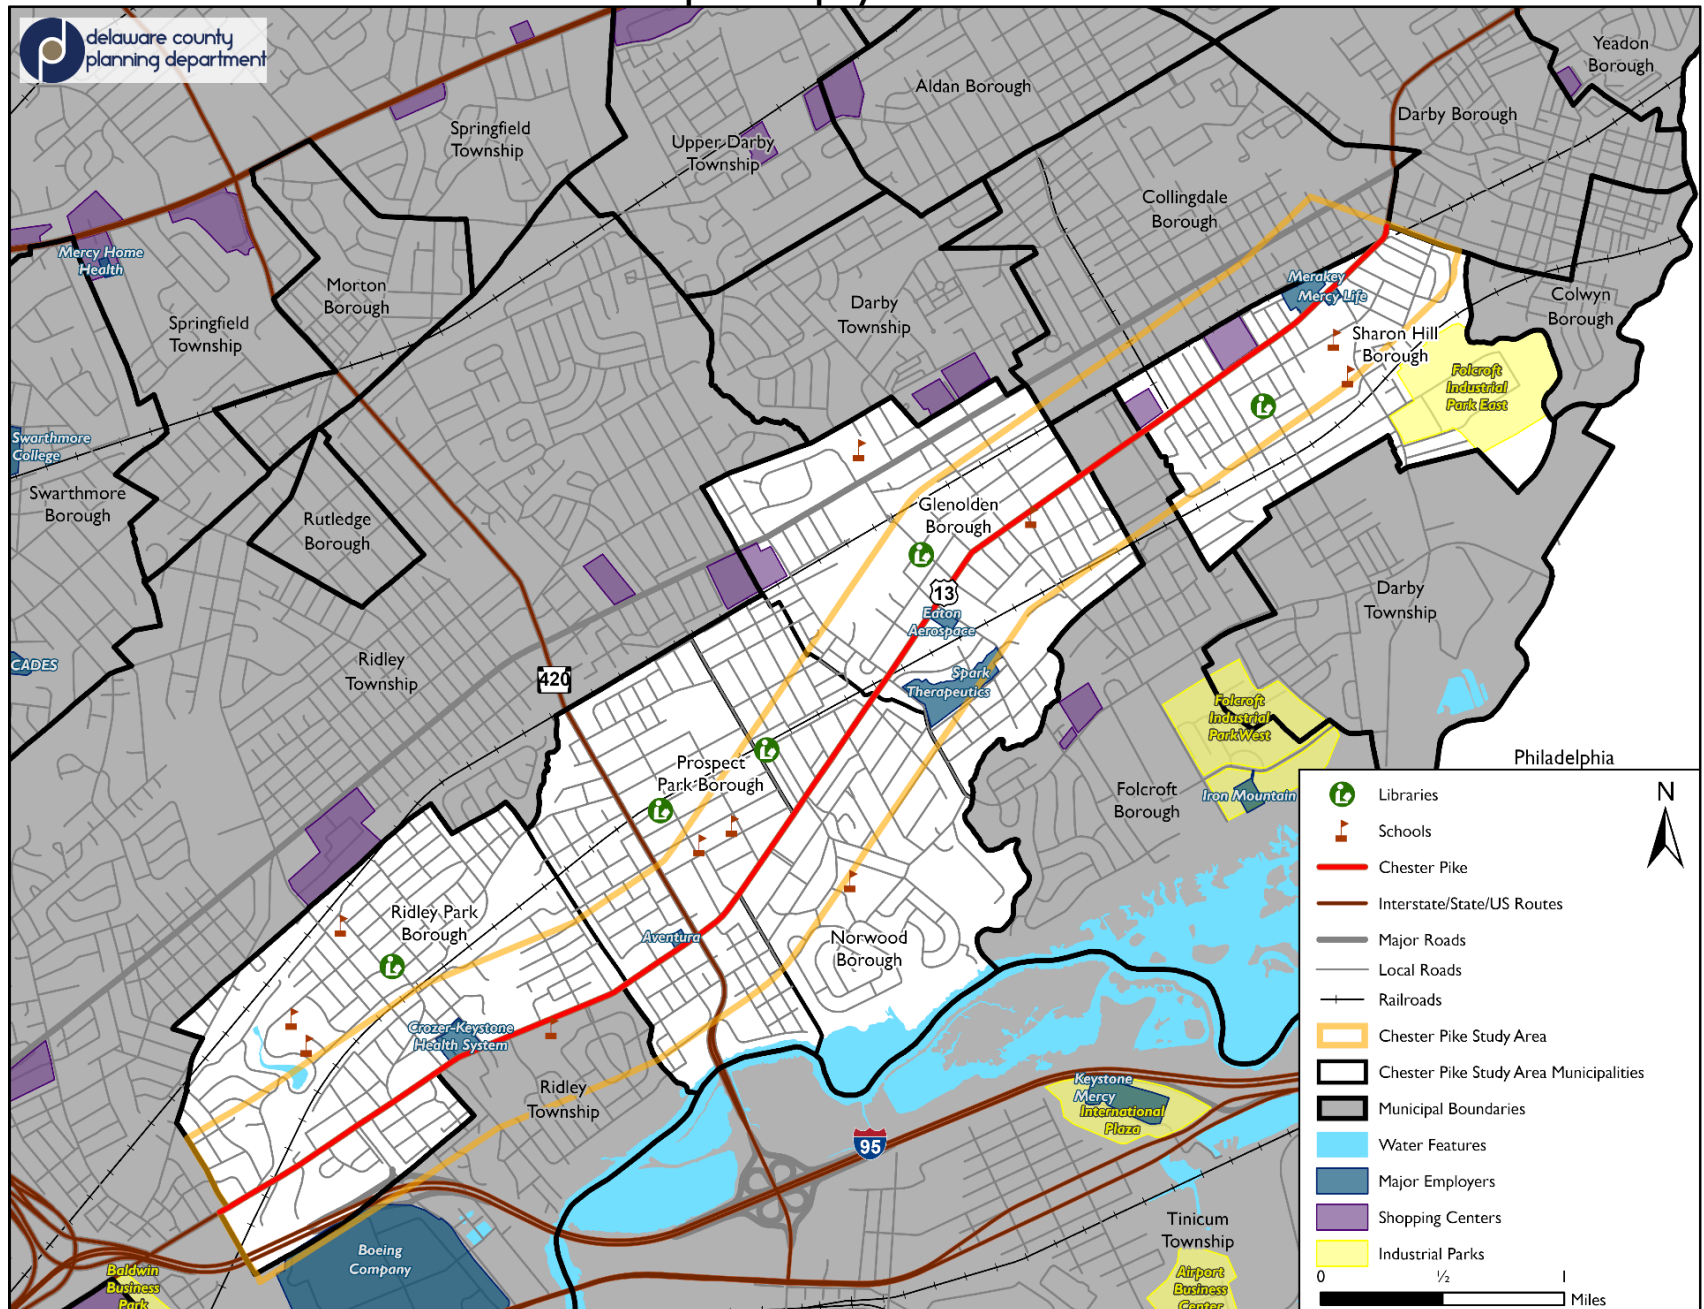 delaware county
planning department
Yeadon
Borough
Aldan Borough
Darby Borough
Springfield
Township
Upper Darby
Township
Collingdale
Borough
Mercy Home
Health
Morton
Borough
Springfield
Township
Darby
Township
Merakey
Mercy Life
Colwyn
Borough
Sharon Hill
Borough
Folcroft
Industrial
Park East
Swarthmore
College
Swarthmore
Borough
Rutledge
Borough
Glenolden
Borough
13
Eaton
Aerospace
Darby
Township
CADES
Ridley
Township
420
Spark
Therapeutics
Folcroft
Industrial
ParkWest
Prospect
Park Borough
Philadelphia
Folcroft
Borough
Iron Mountain
Ridley Park
Borough
Aventura
Norwood
Borough
Crozer-Keystone
Health System
Ridley
Township
Keystone
Mercy
International
Plaza
95
Boeing
Company
Tinicum
Township
Baldwin
Business
Park
Airport
Business
Center
N
Libraries
Schools
Chester Pike
Interstate/State/US Routes
Major Roads
Local Roads
Railroads
Chester Pike Study Area
Chester Pike Study Area Municipalities
Municipal Boundaries
Water Features
Major Employers
Shopping Centers
Industrial Parks
0 ½ 1
Miles